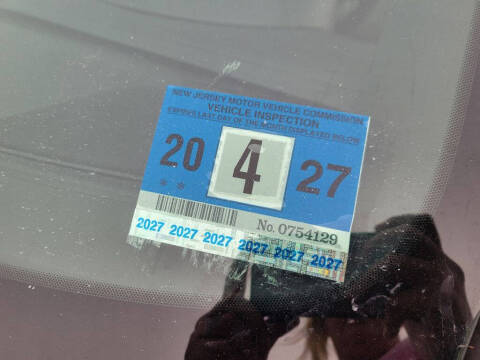 NEW JERSEY MOTOR VEHICLE COMMISSION
VEHICLE INSPECTION
EXPIRES LAST DAY OF THE MONTH DISPLAYED BELOW
20 4 27
* *
No. 0754129
2027 2027 2027 2027 2027 2027